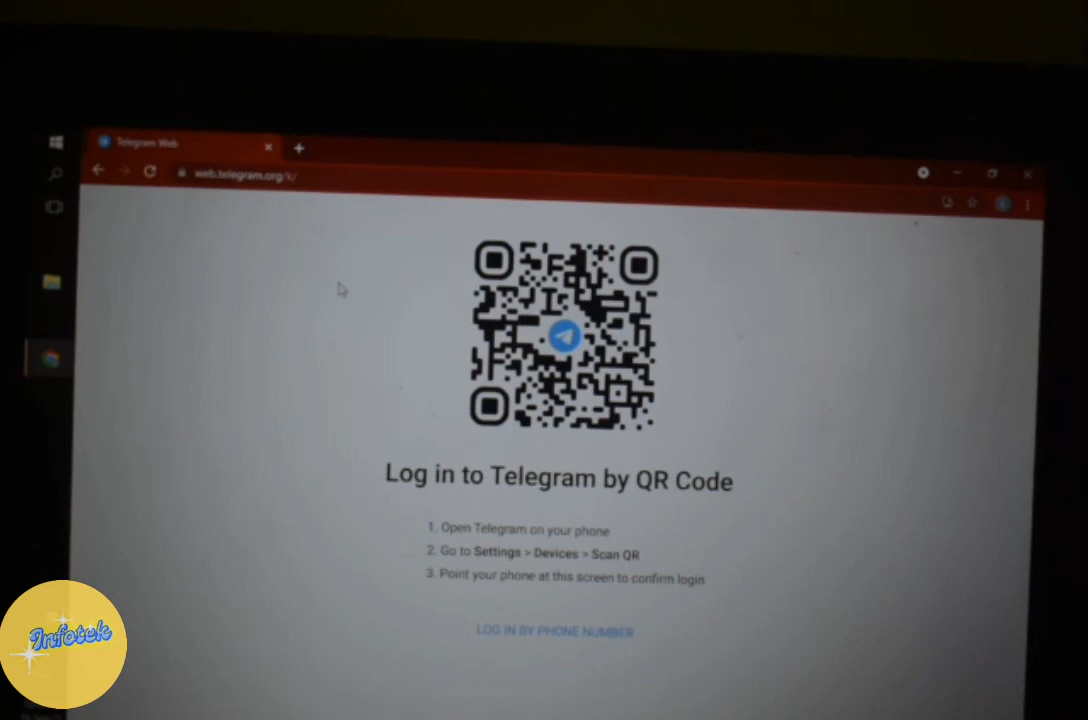 Telegram Web
web.telegram.org/k/
Log in to Telegram by QR Code
1. Open Telegram on your phone
2. Go to Settings > Devices > Scan QR
3. Point your phone at this screen to confirm login
LOG IN BY PHONE NUMBER
Infotek